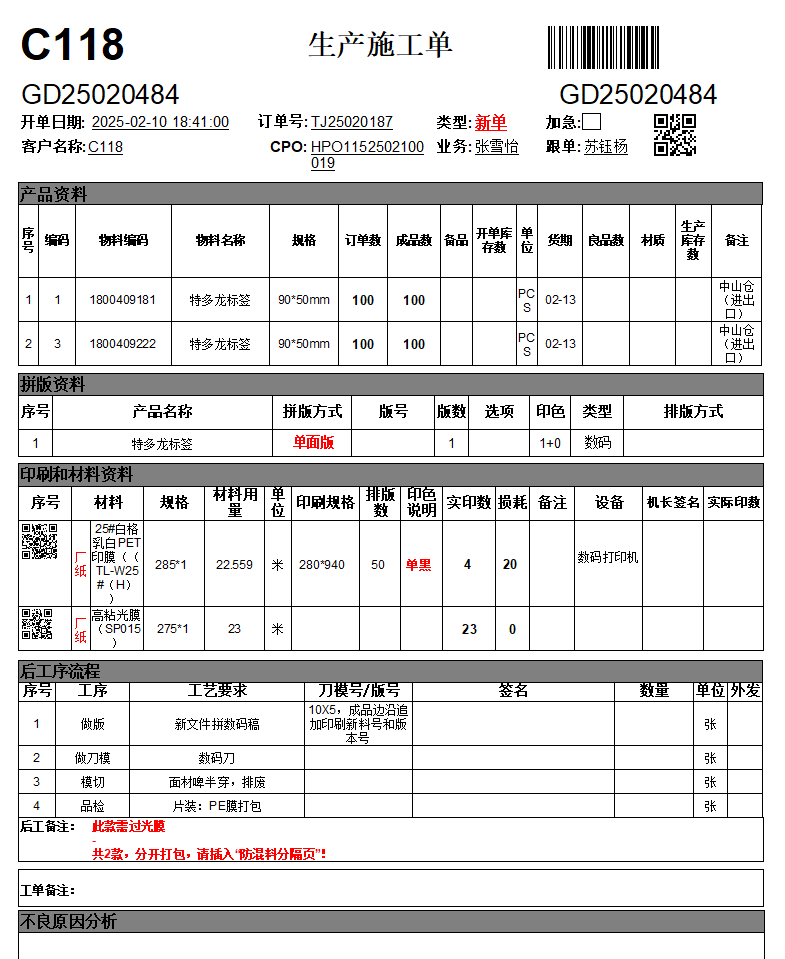 C118
生产施工单
GD25020484
GD25020484
开单日期: 2025-02-10 18:41:00 订单号: TJ25020187 类型: 新单 加急:
客户名称: C118 CPO: HPO1152502100 业务: 张雪怡 跟单: 苏钰杨
019
产品资料
序号 编码 物料编码 物料名称 规格 订单数 成品数 备品 开单库存数 单位 货期 良品数 材质 生产库存数 备注
1 1 1800409181 特多龙标签 90*50mm 100 100 PCS 02-13 中山仓（进出口）
2 3 1800409222 特多龙标签 90*50mm 100 100 PCS 02-13 中山仓（进出口）
拼版资料
序号 产品名称 拼版方式 版号 版数 选项 印色 类型 排版方式
1 特多龙标签 单面版 1 1+0 数码
印刷和材料资料
序号 材料 规格 材料用量 单位 印刷规格 排版数 印色说明 实印数 损耗 备注 设备 机长签名 实际印数
厂纸 25#白格乳白PET印膜（（TL-W25#（H）） 285*1 22.559 米 280*940 50 单黑 4 20 数码打印机
厂纸 高粘光膜（SP015） 275*1 23 米 23 0
后工序流程
序号 工序 工艺要求 刀模号/版号 签名 数量 单位 外发
1 做版 新文件拼数码稿 10X5，成品边沿追加印刷新料号和版本号 张
2 做刀模 数码刀 张
3 模切 面材啤半穿，排废 张
4 品检 片装：PE膜打包 张
后工备注： 此款需过光膜
-
共2款，分开打包，请插入“防混料分隔页”！
工单备注：
不良原因分析